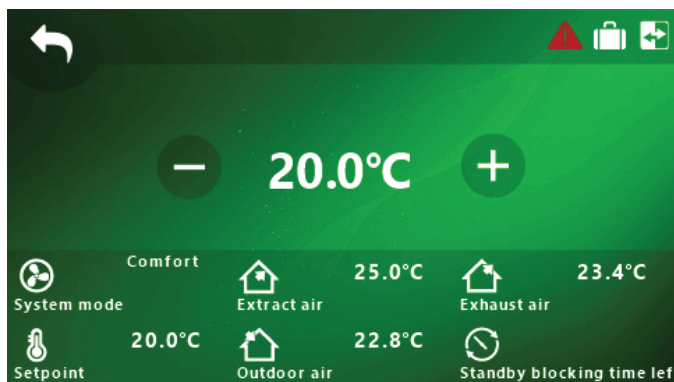 20.0°C
Comfort 25.0°C 23.4°C
System mode Extract air Exhaust air
20.0°C 22.8°C
Setpoint Outdoor air Standby blocking time lef